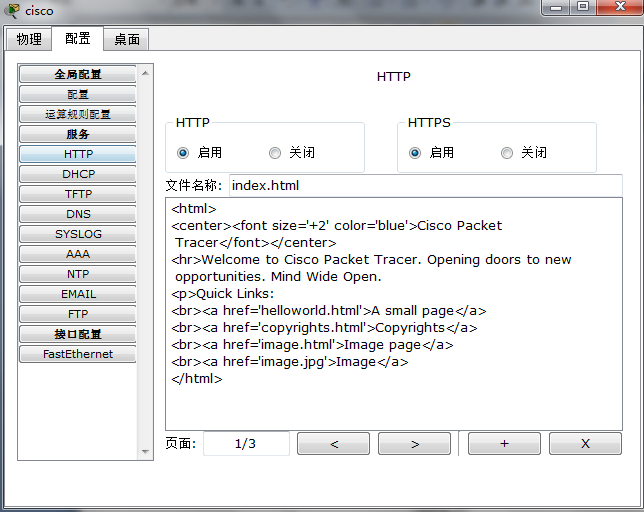 cisco
物理
配置
桌面
全局配置
配置
运算规则配置
服务
HTTP
DHCP
TFTP
DNS
SYSLOG
AAA
NTP
EMAIL
FTP
接口配置
FastEthernet
HTTP
HTTP
启用
关闭
HTTPS
启用
关闭
文件名称: index.html
<html>
<center><font size='+2' color='blue'>Cisco Packet
Tracer</font></center>
<hr>Welcome to Cisco Packet Tracer. Opening doors to new
opportunities. Mind Wide Open.
<p>Quick Links:
<br><a href='helloworld.html'>A small page</a>
<br><a href='copyrights.html'>Copyrights</a>
<br><a href='image.html'>Image page</a>
<br><a href='image.jpg'>Image</a>
</html>
页面: 1/3 < > + X